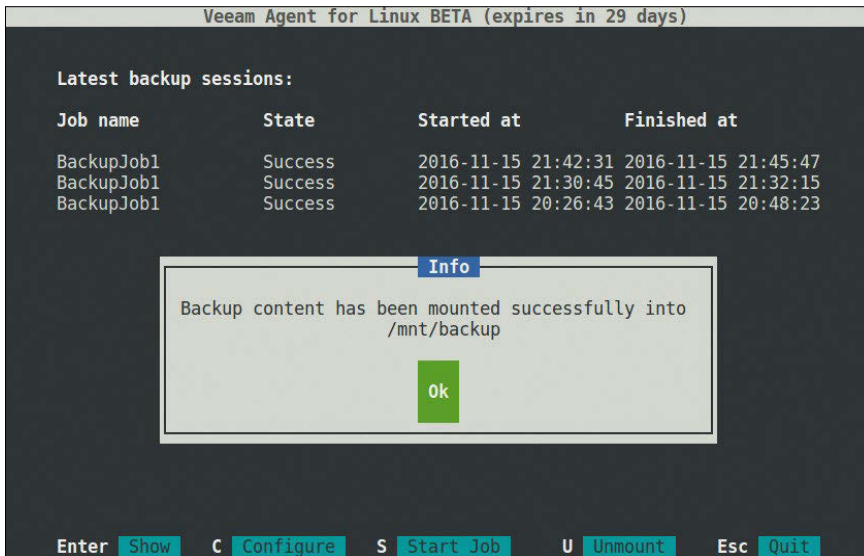 Veeam Agent for Linux BETA (expires in 29 days)
Latest backup sessions:
Job name State Started at Finished at
BackupJob1 Success 2016-11-15 21:42:31 2016-11-15 21:45:47
BackupJob1 Success 2016-11-15 21:30:45 2016-11-15 21:32:15
BackupJob1 Success 2016-11-15 20:26:43 2016-11-15 20:48:23
Info
Backup content has been mounted successfully into
/mnt/backup
Ok
Enter Show C Configure S Start Job U Unmount Esc Quit